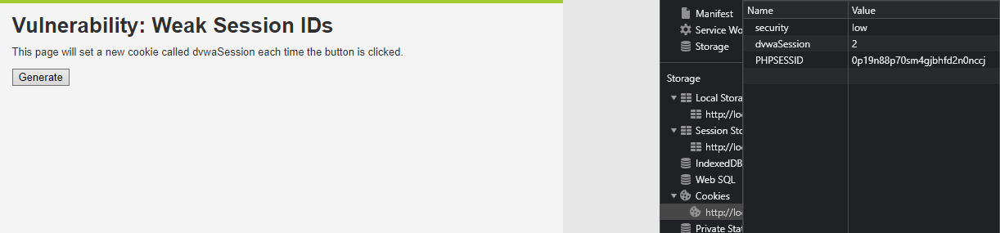 Vulnerability: Weak Session IDs
This page will set a new cookie called dvwaSession each time the button is clicked.
Generate
Manifest
Service Wo
Storage
Storage
Local Stora
http://lo
Session Sto
http://lo
IndexedDB
Web SQL
Cookies
http://lo
Private Stat
Name Value
security low
dvwaSession 2
PHPSESSID 0p19n88p70sm4gjbhfd2n0nccj